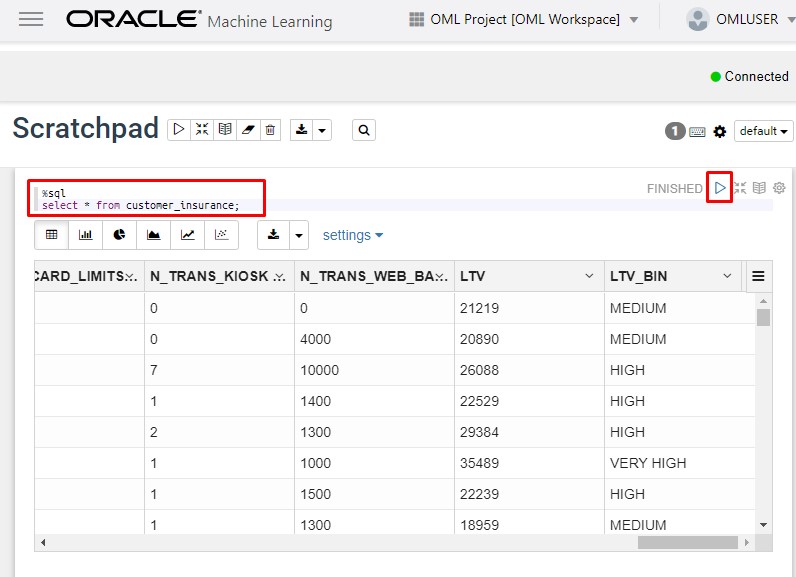 ORACLE® Machine Learning
OML Project [OML Workspace]
OMLUSER
Connected
Scratchpad
1
default
%sql
select * from customer_insurance;
FINISHED
settings
CARD_LIMITS...
N_TRANS_KIOSK ...
N_TRANS_WEB_BA...
LTV
LTV_BIN
0 0 21219 MEDIUM
0 4000 20890 MEDIUM
7 10000 26088 HIGH
1 1400 22529 HIGH
2 1300 29384 HIGH
1 1000 35489 VERY HIGH
1 1500 22239 HIGH
1 1300 18959 MEDIUM